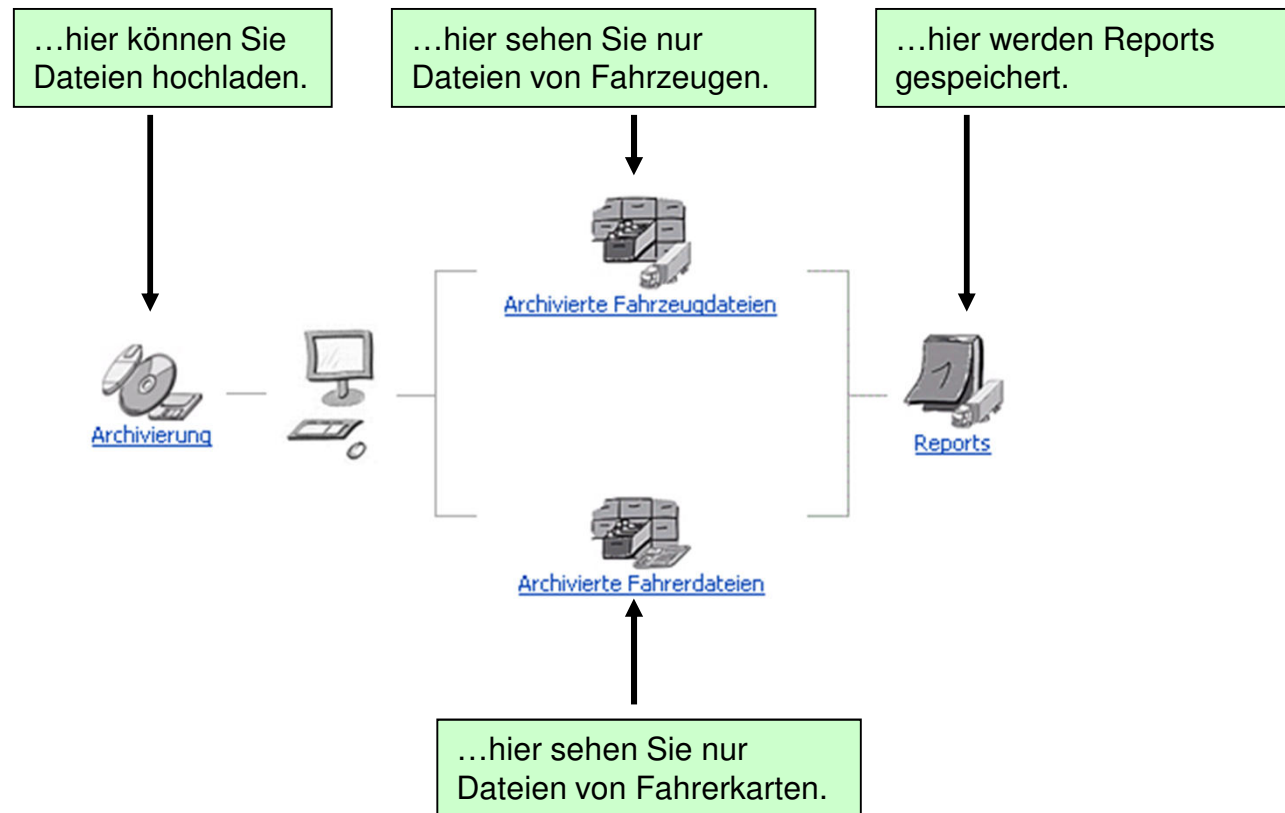 …hier können Sie
Dateien hochladen.
…hier sehen Sie nur
Dateien von Fahrzeugen.
…hier werden Reports
gespeichert.
Archivierte Fahrzeugdateien
Archivierung
Reports
Archivierte Fahrerdateien
…hier sehen Sie nur
Dateien von Fahrerkarten.